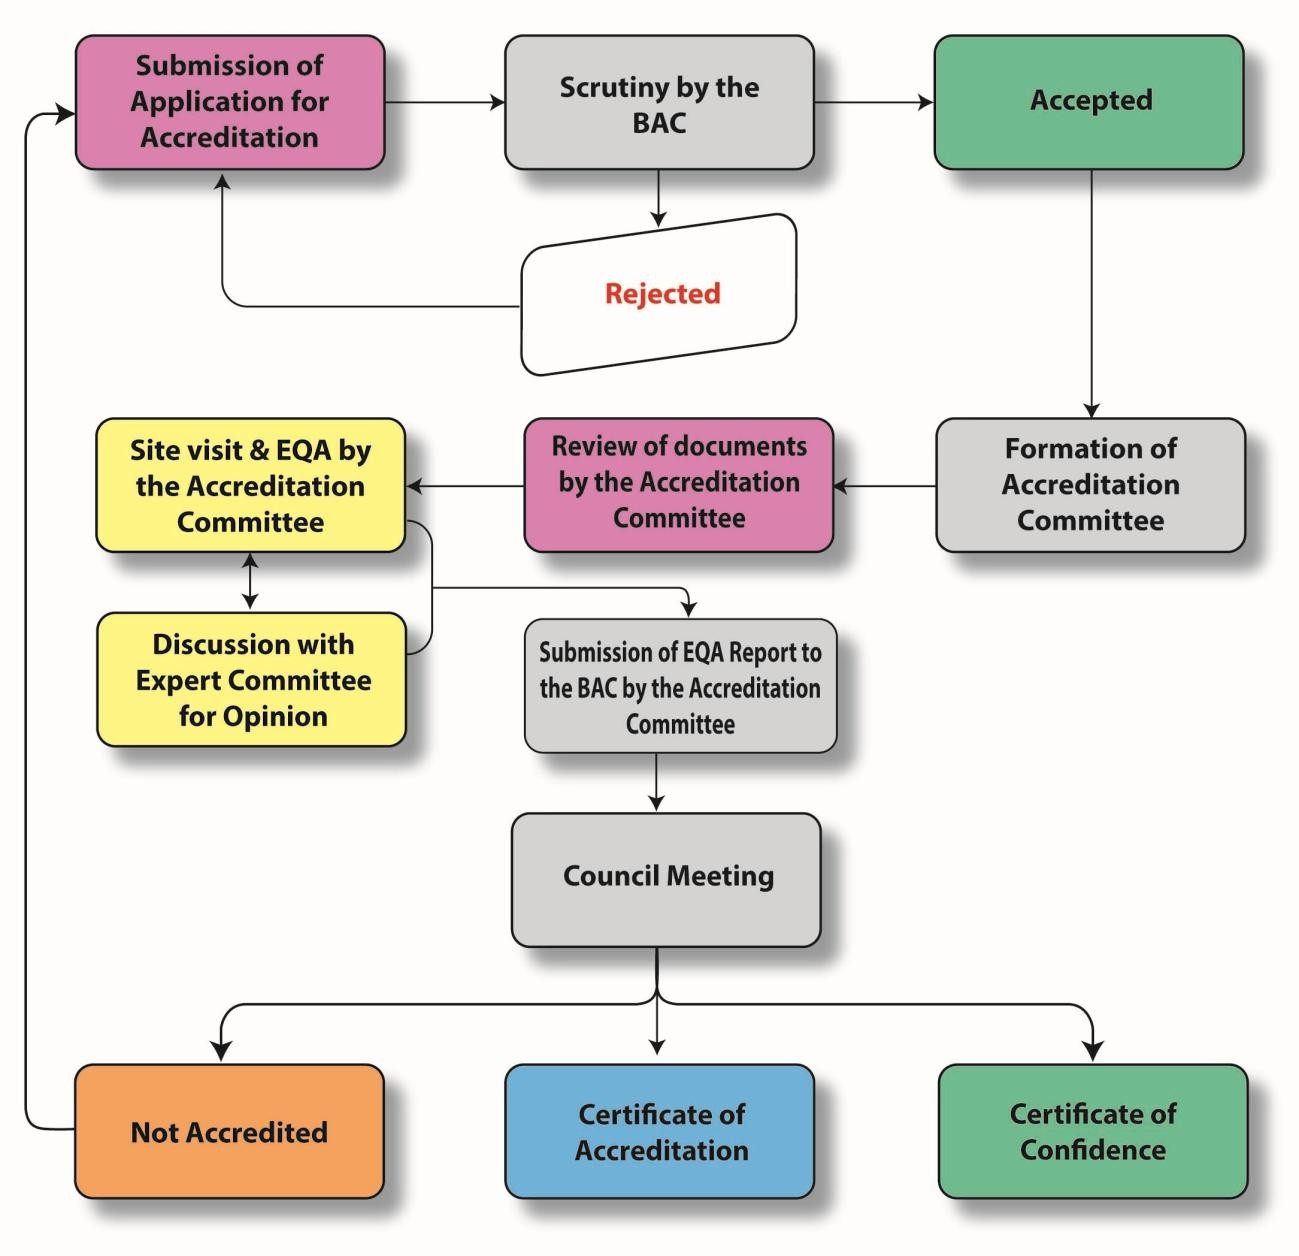 Submission of
Application for
Accreditation
Scrutiny by the
BAC
Accepted
Rejected
Site visit & EQA by
the Accreditation
Committee
Review of documents
by the Accreditation
Committee
Formation of
Accreditation
Committee
Discussion with
Expert Committee
for Opinion
Submission of EQA Report to
the BAC by the Accreditation
Committee
Council Meeting
Not Accredited
Certificate of
Accreditation
Certificate of
Confidence